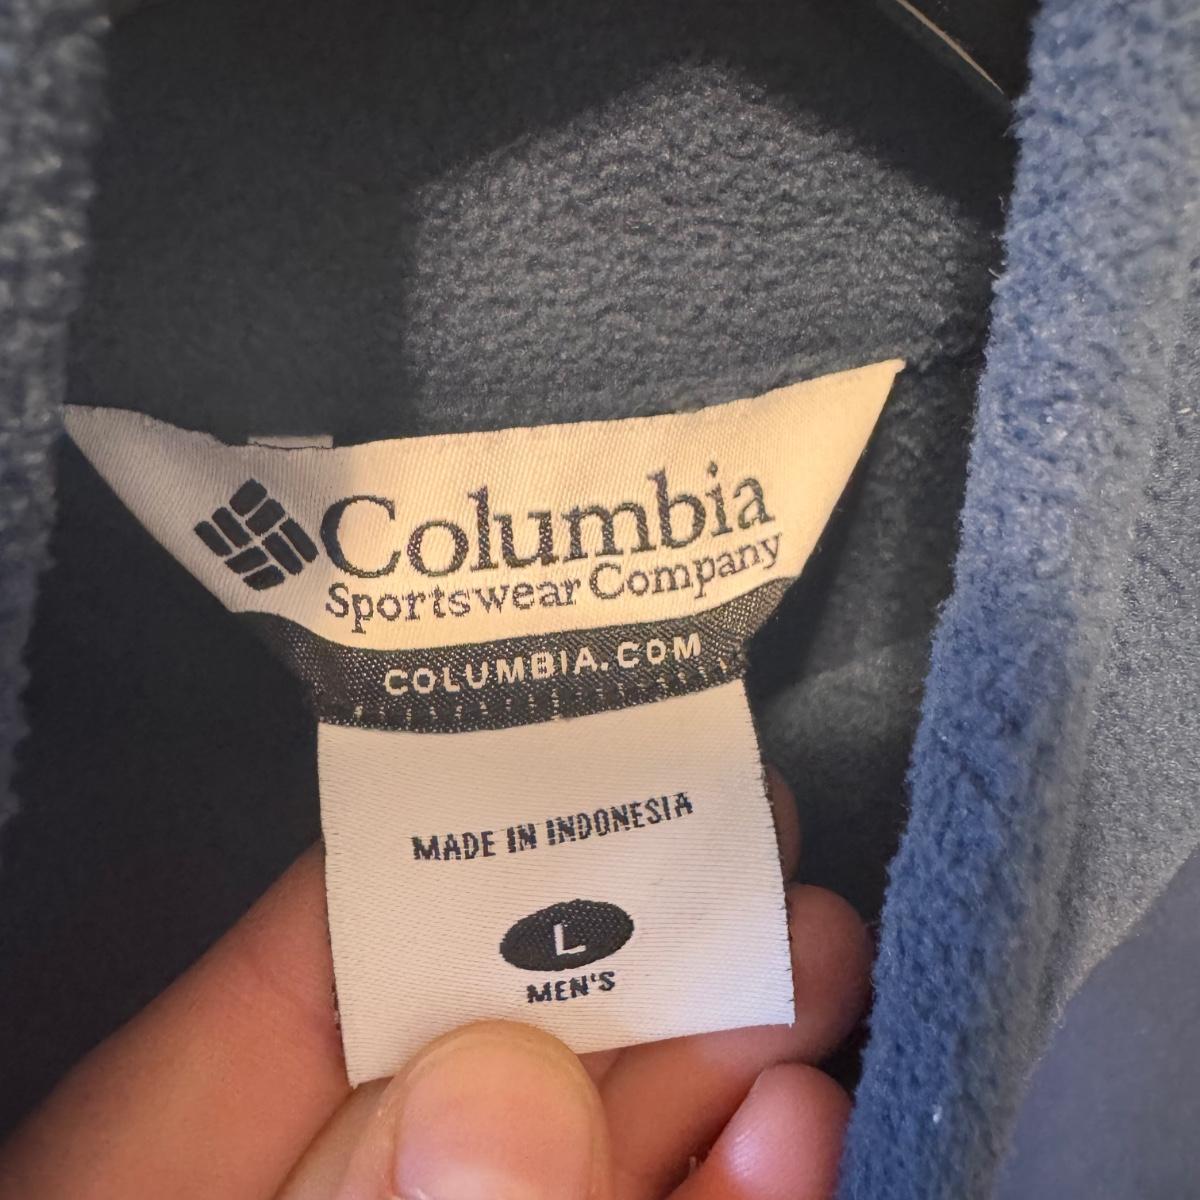 Columbia
Sportswear Company
COLUMBIA.COM
MADE IN INDONESIA
L
MEN'S